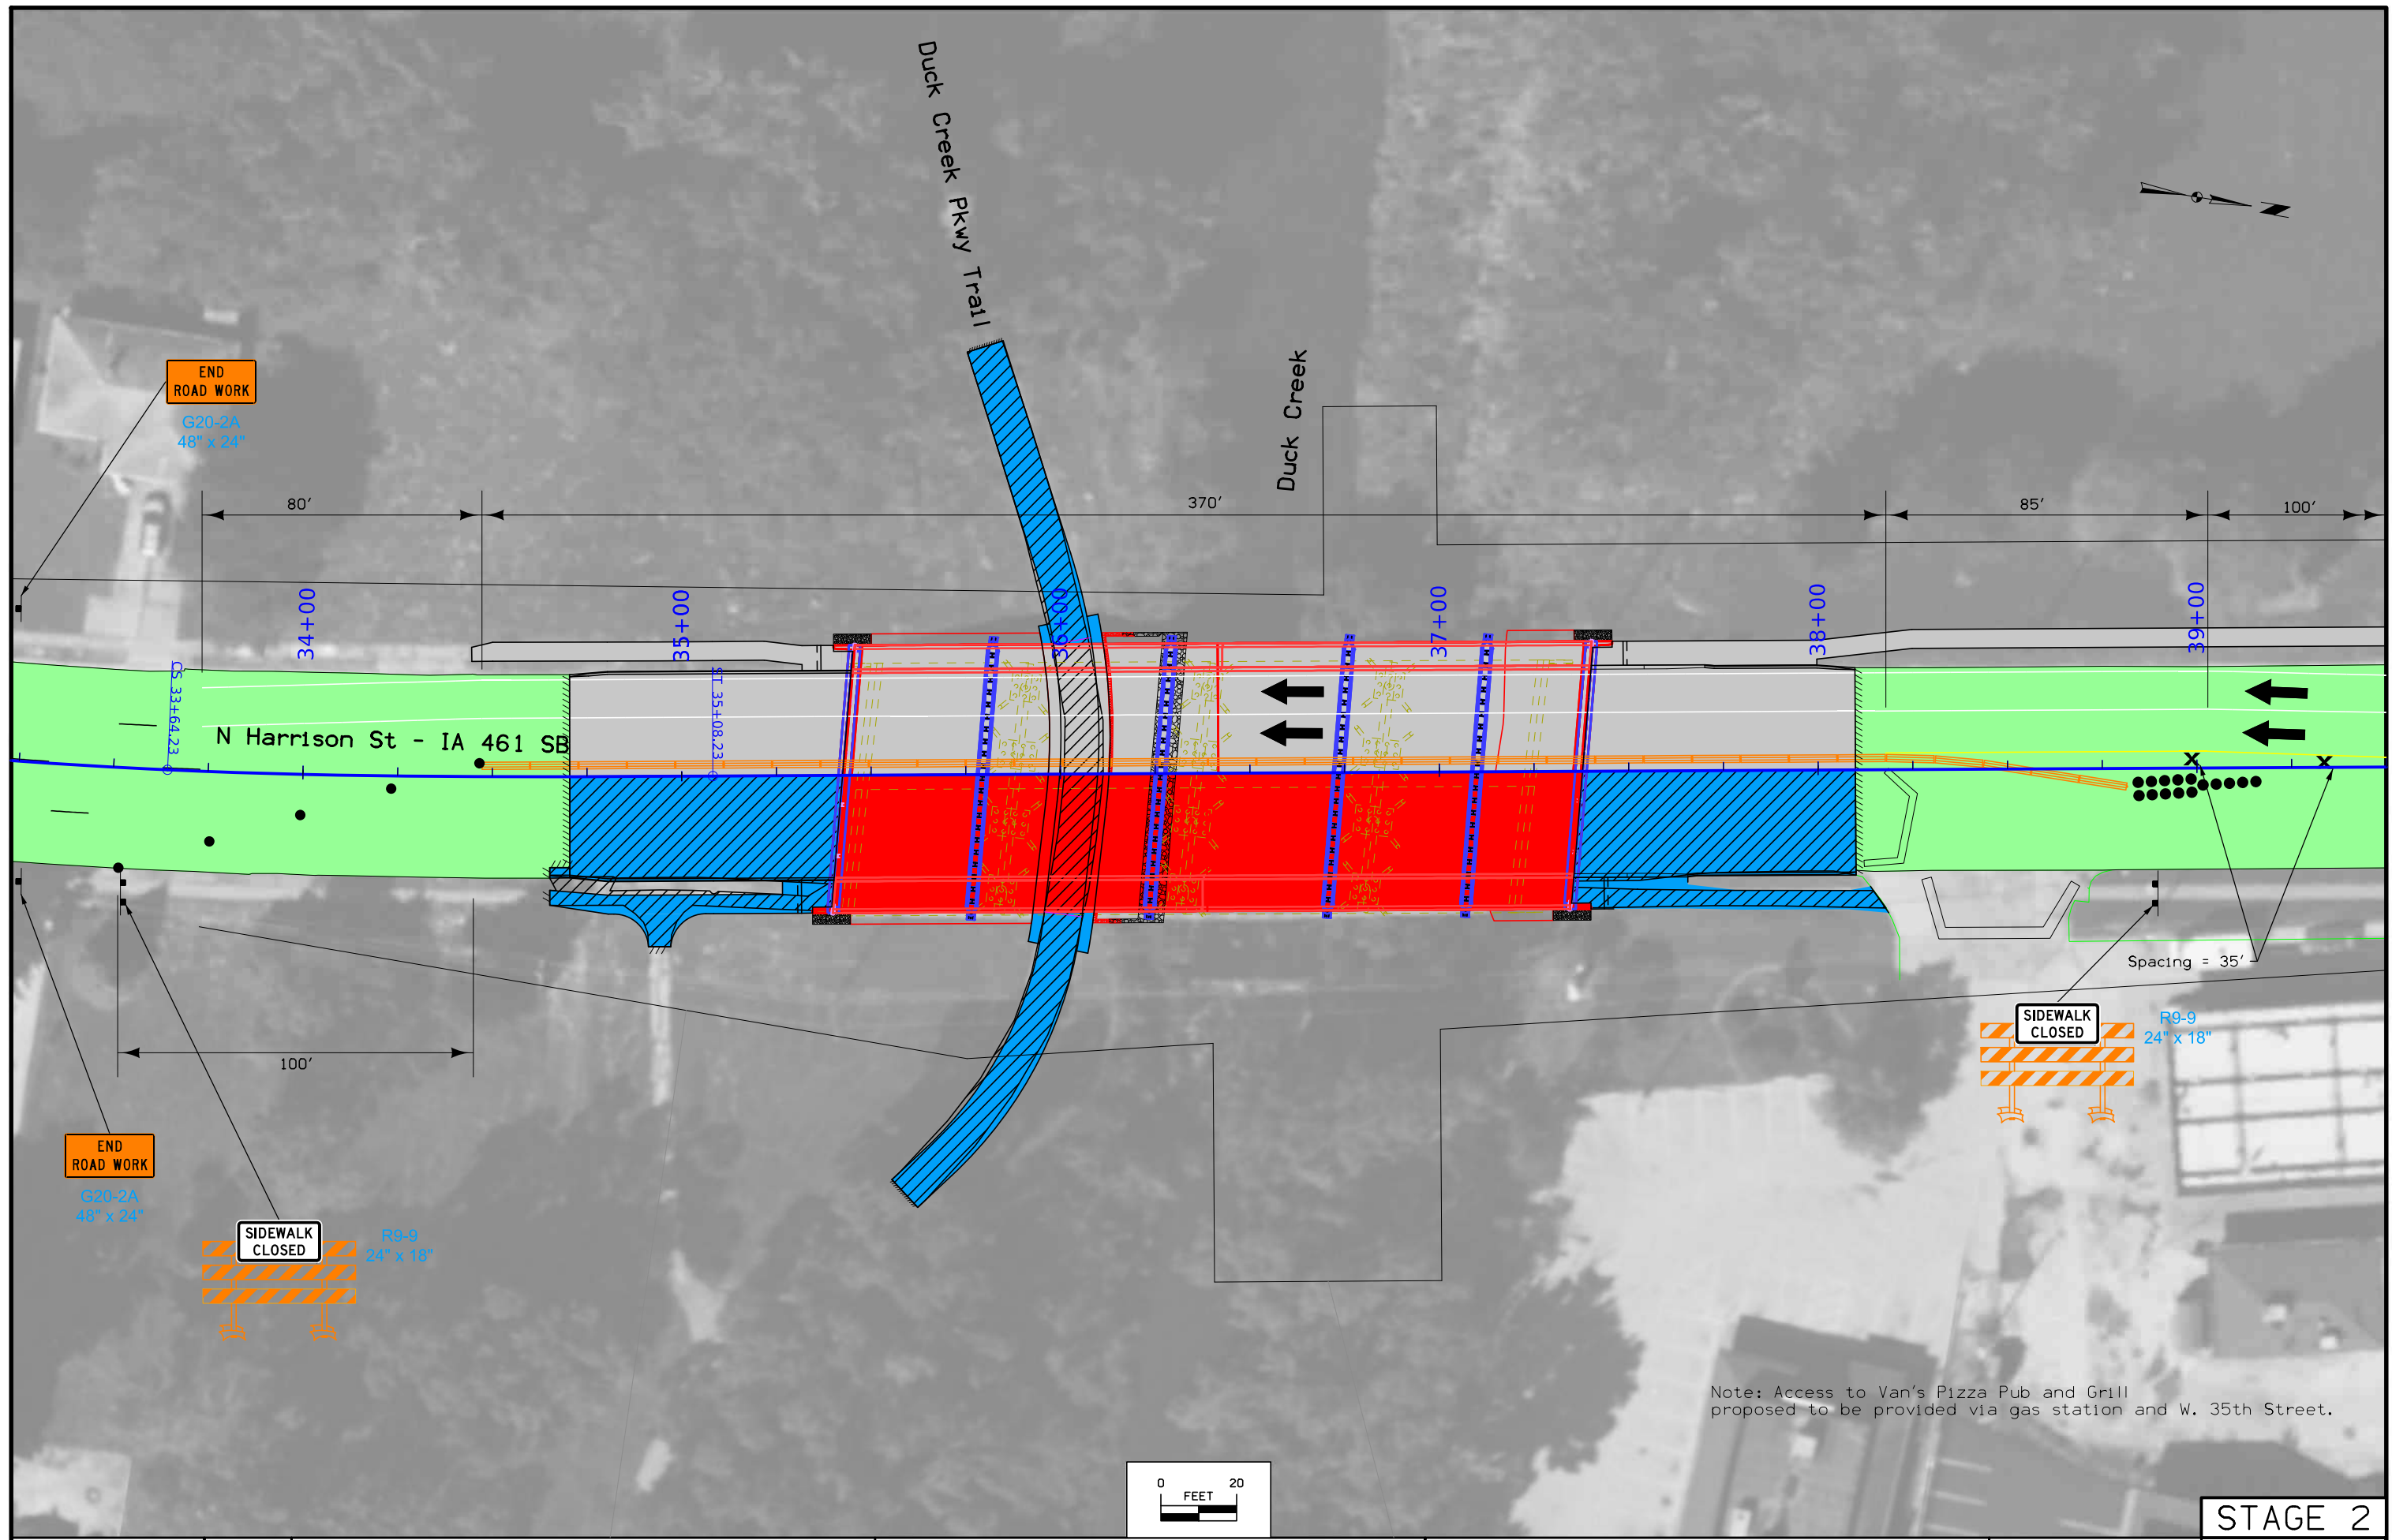 Duck Creek Pkwy Trail
Duck Creek
N
END
ROAD WORK
G20-2A
48" x 24"
80'
370'
85'
100'
34+00
35+00
36+00
37+00
38+00
39+00
CS 33+64.23
ST 35+08.23
N Harrison St - IA 461 SB
X
X
Spacing = 35'
100'
SIDEWALK
CLOSED
R9-9
24" x 18"
END
ROAD WORK
G20-2A
48" x 24"
SIDEWALK
CLOSED
R9-9
24" x 18"
Note: Access to Van's Pizza Pub and Grill
proposed to be provided via gas station and W. 35th Street.
0 20
FEET
STAGE 2